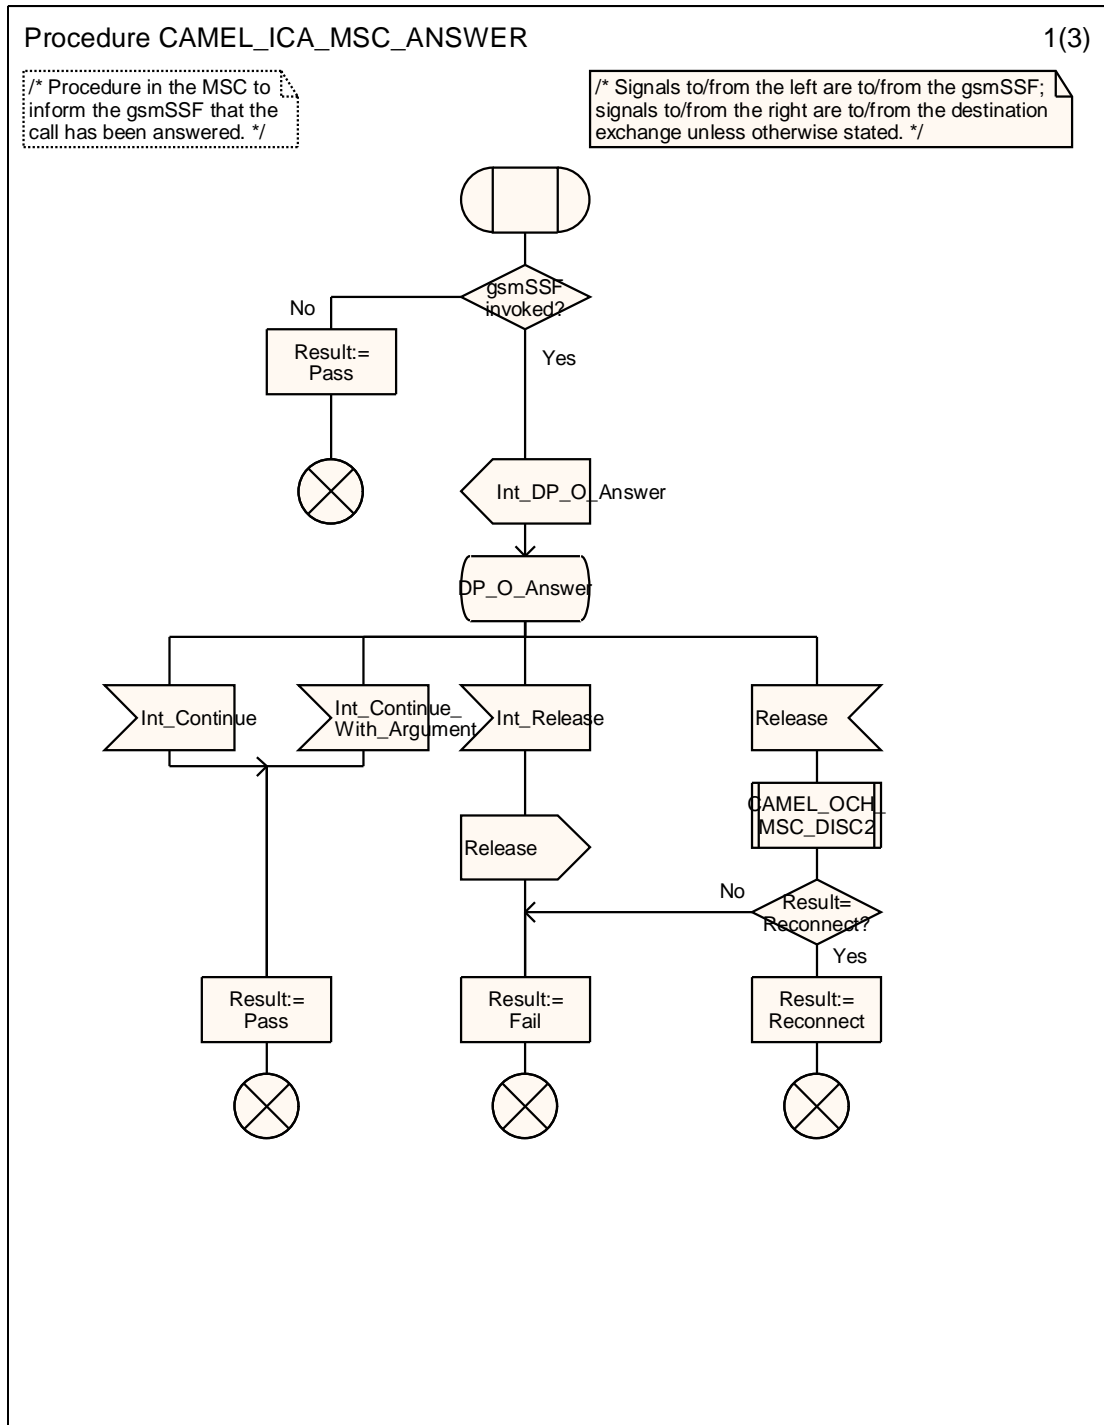 Procedure CAMEL_ICA_MSC_ANSWER
1(3)
/* Procedure in the MSC to
inform the gsmSSF that the
call has been answered. */
/* Signals to/from the left are to/from the gsmSSF;
signals to/from the right are to/from the destination
exchange unless otherwise stated. */
gsmSSF
invoked?
No
Yes
Result:=
Pass
Int_DP_O_Answer
DP_O_Answer
Int_Continue
Int_Continue_
With_Argument
Int_Release
Release
CAMEL_OCH_
MSC_DISC2
Release
No
Result=
Reconnect?
Yes
Result:=
Pass
Result:=
Fail
Result:=
Reconnect